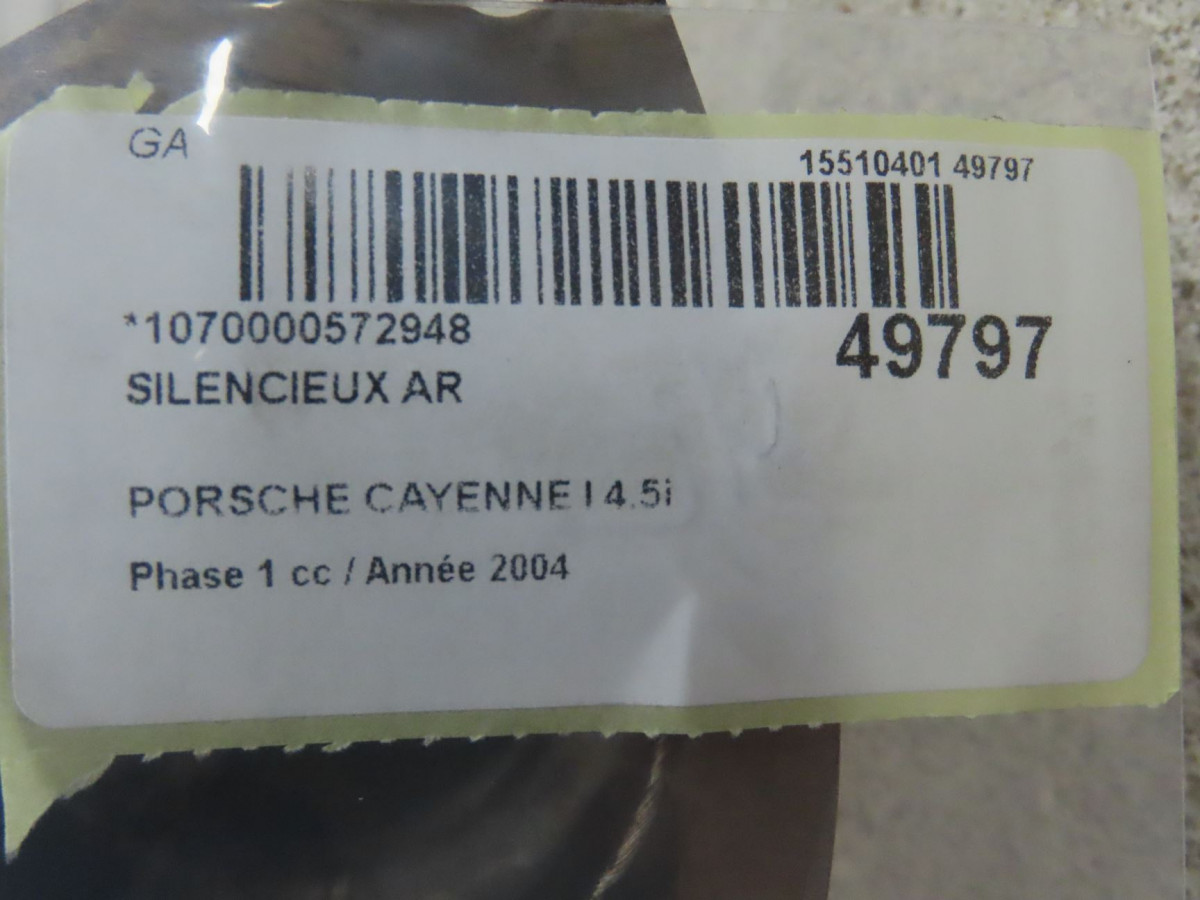 GA
15510401 49797
*1070000572948
49797
SILENCIEUX AR
PORSCHE CAYENNE I 4.5i
Phase 1 cc / Année 2004